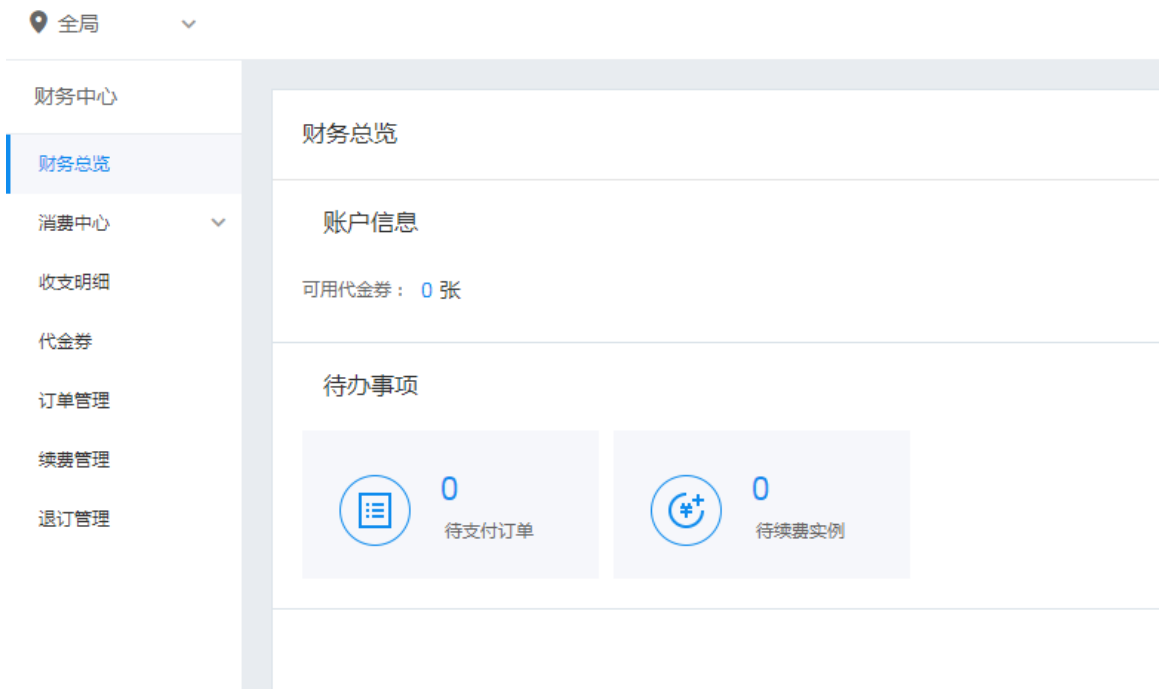 全局
财务中心
财务总览
消费中心
收支明细
代金券
订单管理
续费管理
退订管理
财务总览
账户信息
可用代金券： 0 张
待办事项
0
待支付订单
0
待续费实例